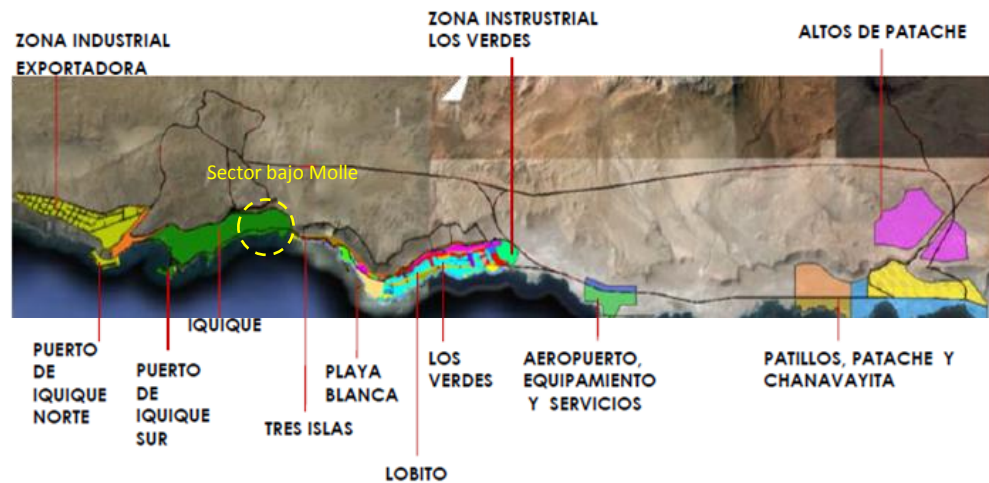 ZONA INDUSTRIAL
EXPORTADORA
ZONA INSTRUSTRIAL
LOS VERDES
ALTOS DE PATACHE
Sector bajo Molle
IQUIQUE
PUERTO
DE
IQUIQUE
NORTE
PUERTO
DE
IQUIQUE
SUR
TRES ISLAS
PLAYA
BLANCA
LOBITO
LOS
VERDES
AEROPUERTO,
EQUIPAMIENTO
Y SERVICIOS
PATILLOS, PATACHE Y
CHANAVAYITA